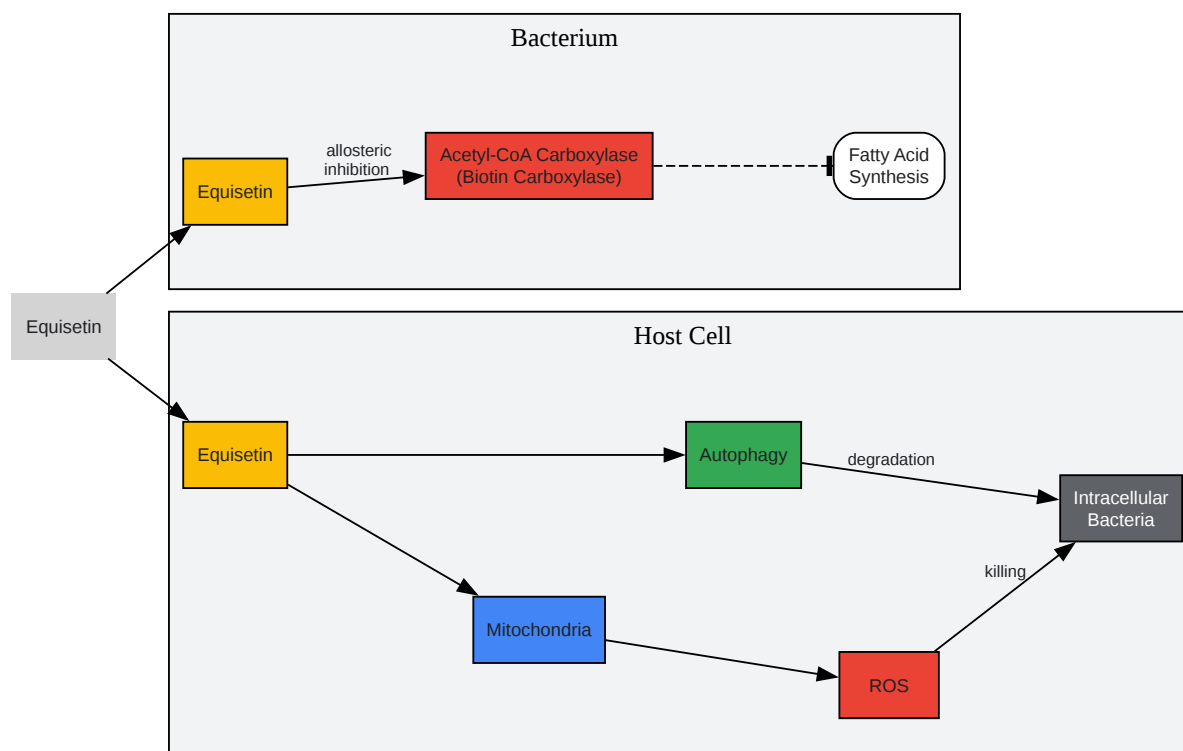 Bacterium
Equisetin
allosteric
inhibition
Acetyl-CoA Carboxylase
(Biotin Carboxylase)
Fatty Acid
Synthesis
Equisetin
Host Cell
Equisetin
Autophagy
degradation
Intracellular
Bacteria
killing
Mitochondria
ROS